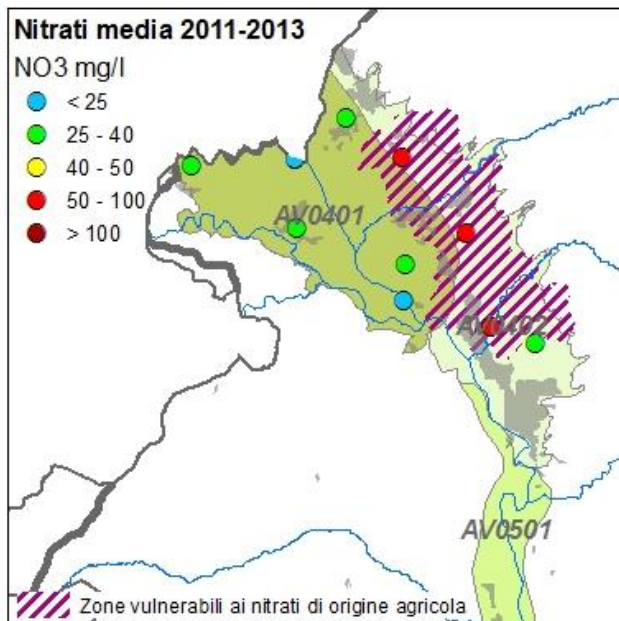 Nitrati media 2011-2013
NO3 mg/l
< 25
25 - 40
40 - 50
50 - 100
> 100
AV0401
AV0402
AV0501
Zone vulnerabili ai nitrati di origine agricola